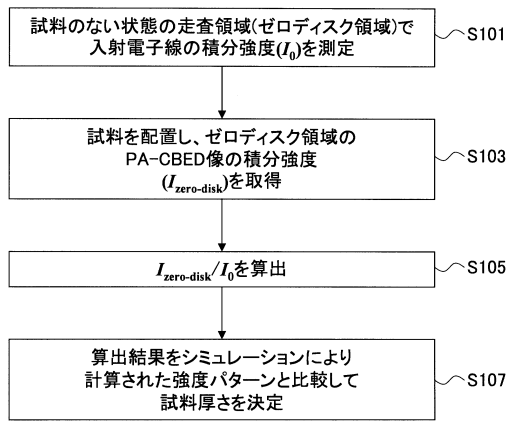 試料のない状態の走査領域(ゼロディスク領域)で
入射電子線の積分強度(I₀)を測定
S101
試料を配置し、ゼロディスク領域の
PA-CBED像の積分強度
(Izero-disk)を取得
S103
Izero-disk/I₀を算出
S105
算出結果をシミュレーションにより
計算された強度パターンと比較して
試料厚さを決定
S107